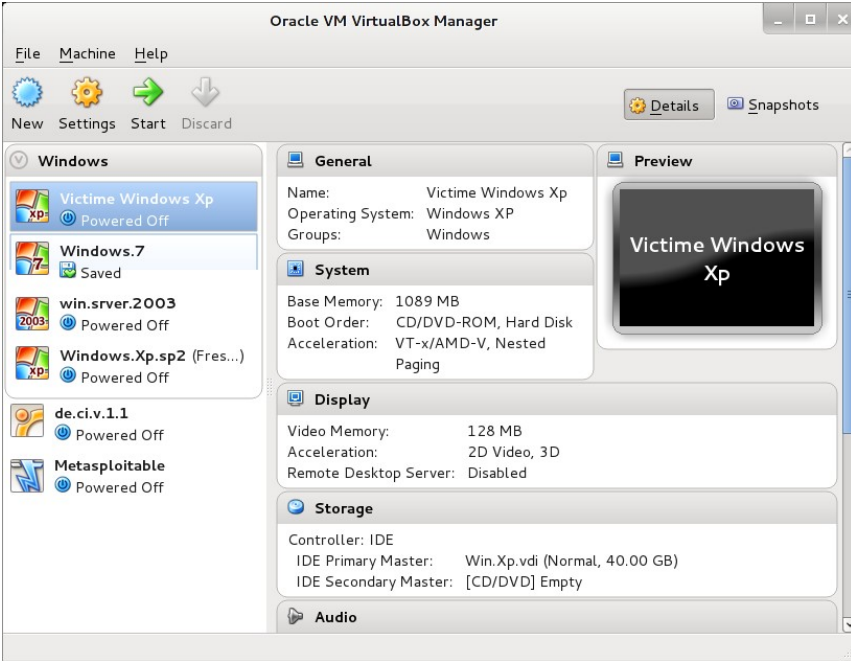 Oracle VM VirtualBox Manager
File Machine Help
New Settings Start Discard
Details Snapshots
Windows
Victime Windows Xp
Powered Off
Windows.7
Saved
win.srver.2003
Powered Off
Windows.Xp.sp2 (Fres...)
Powered Off
de.ci.v.1.1
Powered Off
Metasploitable
Powered Off
General
Name: Victime Windows Xp
Operating System: Windows XP
Groups: Windows
System
Base Memory: 1089 MB
Boot Order: CD/DVD-ROM, Hard Disk
Acceleration: VT-x/AMD-V, Nested
Paging
Preview
Victime Windows
Xp
Display
Video Memory: 128 MB
Acceleration: 2D Video, 3D
Remote Desktop Server: Disabled
Storage
Controller: IDE
IDE Primary Master: Win.Xp.vdi (Normal, 40.00 GB)
IDE Secondary Master: [CD/DVD] Empty
Audio
xp
7
2003
xp